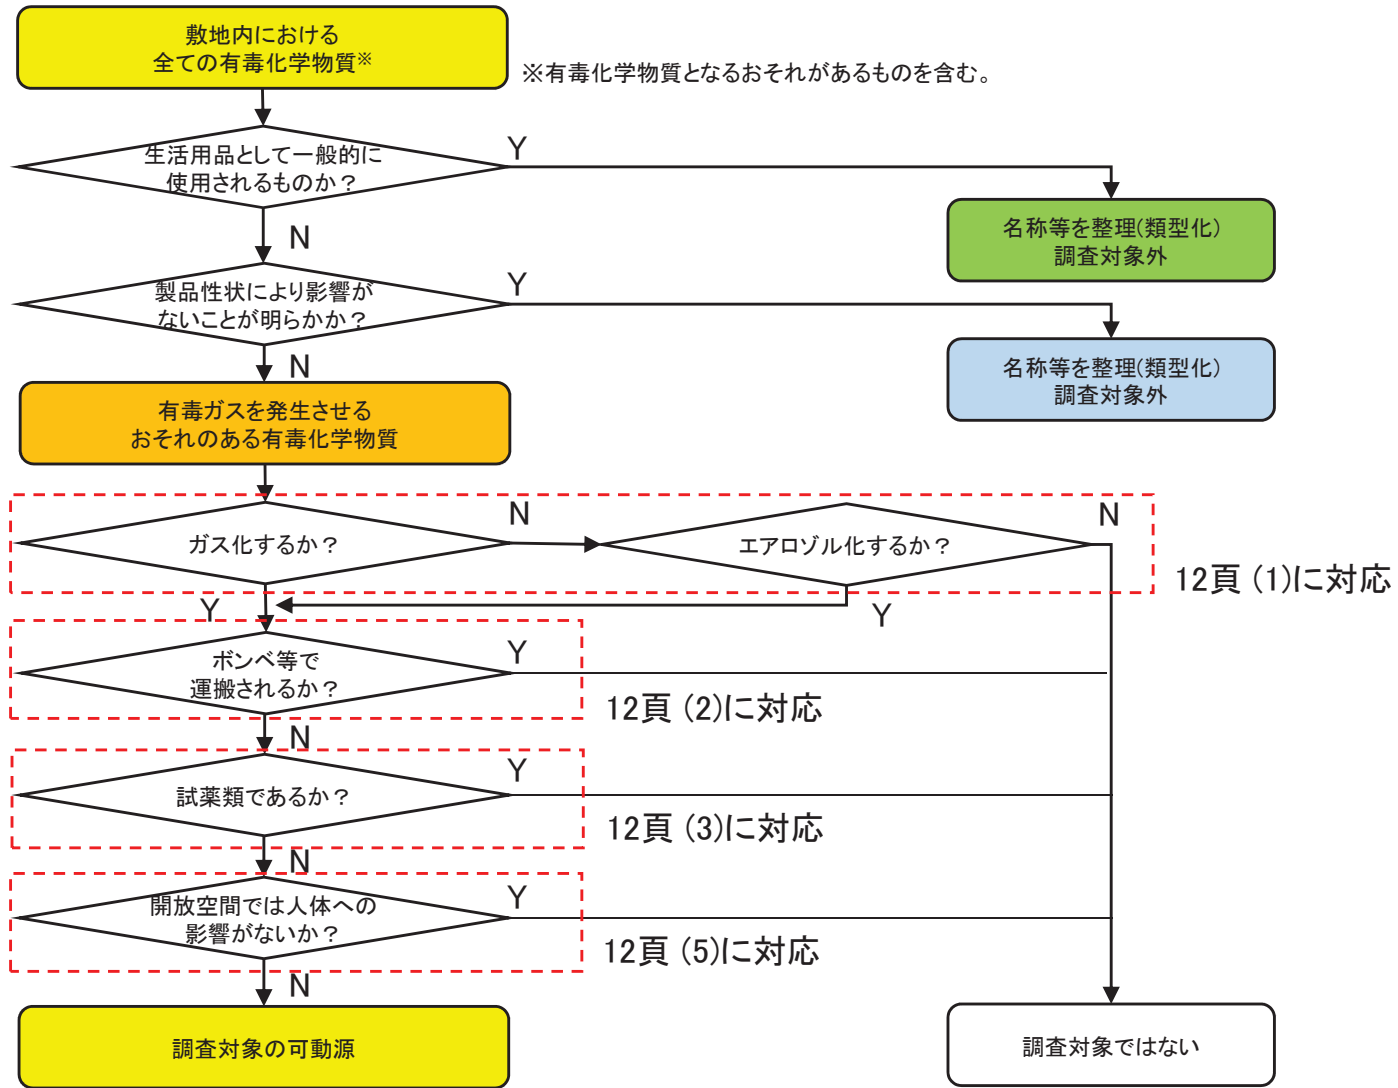 敷地内における
全ての有毒化学物質※
※有毒化学物質となるおそれがあるものを含む。
生活用品として一般的に
使用されるものか？
Y
N
名称等を整理(類型化)
調査対象外
製品性状により影響が
ないことが明らかか？
Y
N
名称等を整理(類型化)
調査対象外
有毒ガスを発生させる
おそれのある有毒化学物質
ガス化するか？
N
エアロゾル化するか？
N
12頁 (1)に対応
Y
Y
ボンベ等で
運搬されるか？
Y
12頁 (2)に対応
N
試薬類であるか？
Y
12頁 (3)に対応
N
開放空間では人体への
影響がないか？
Y
12頁 (5)に対応
N
調査対象の可動源
調査対象ではない